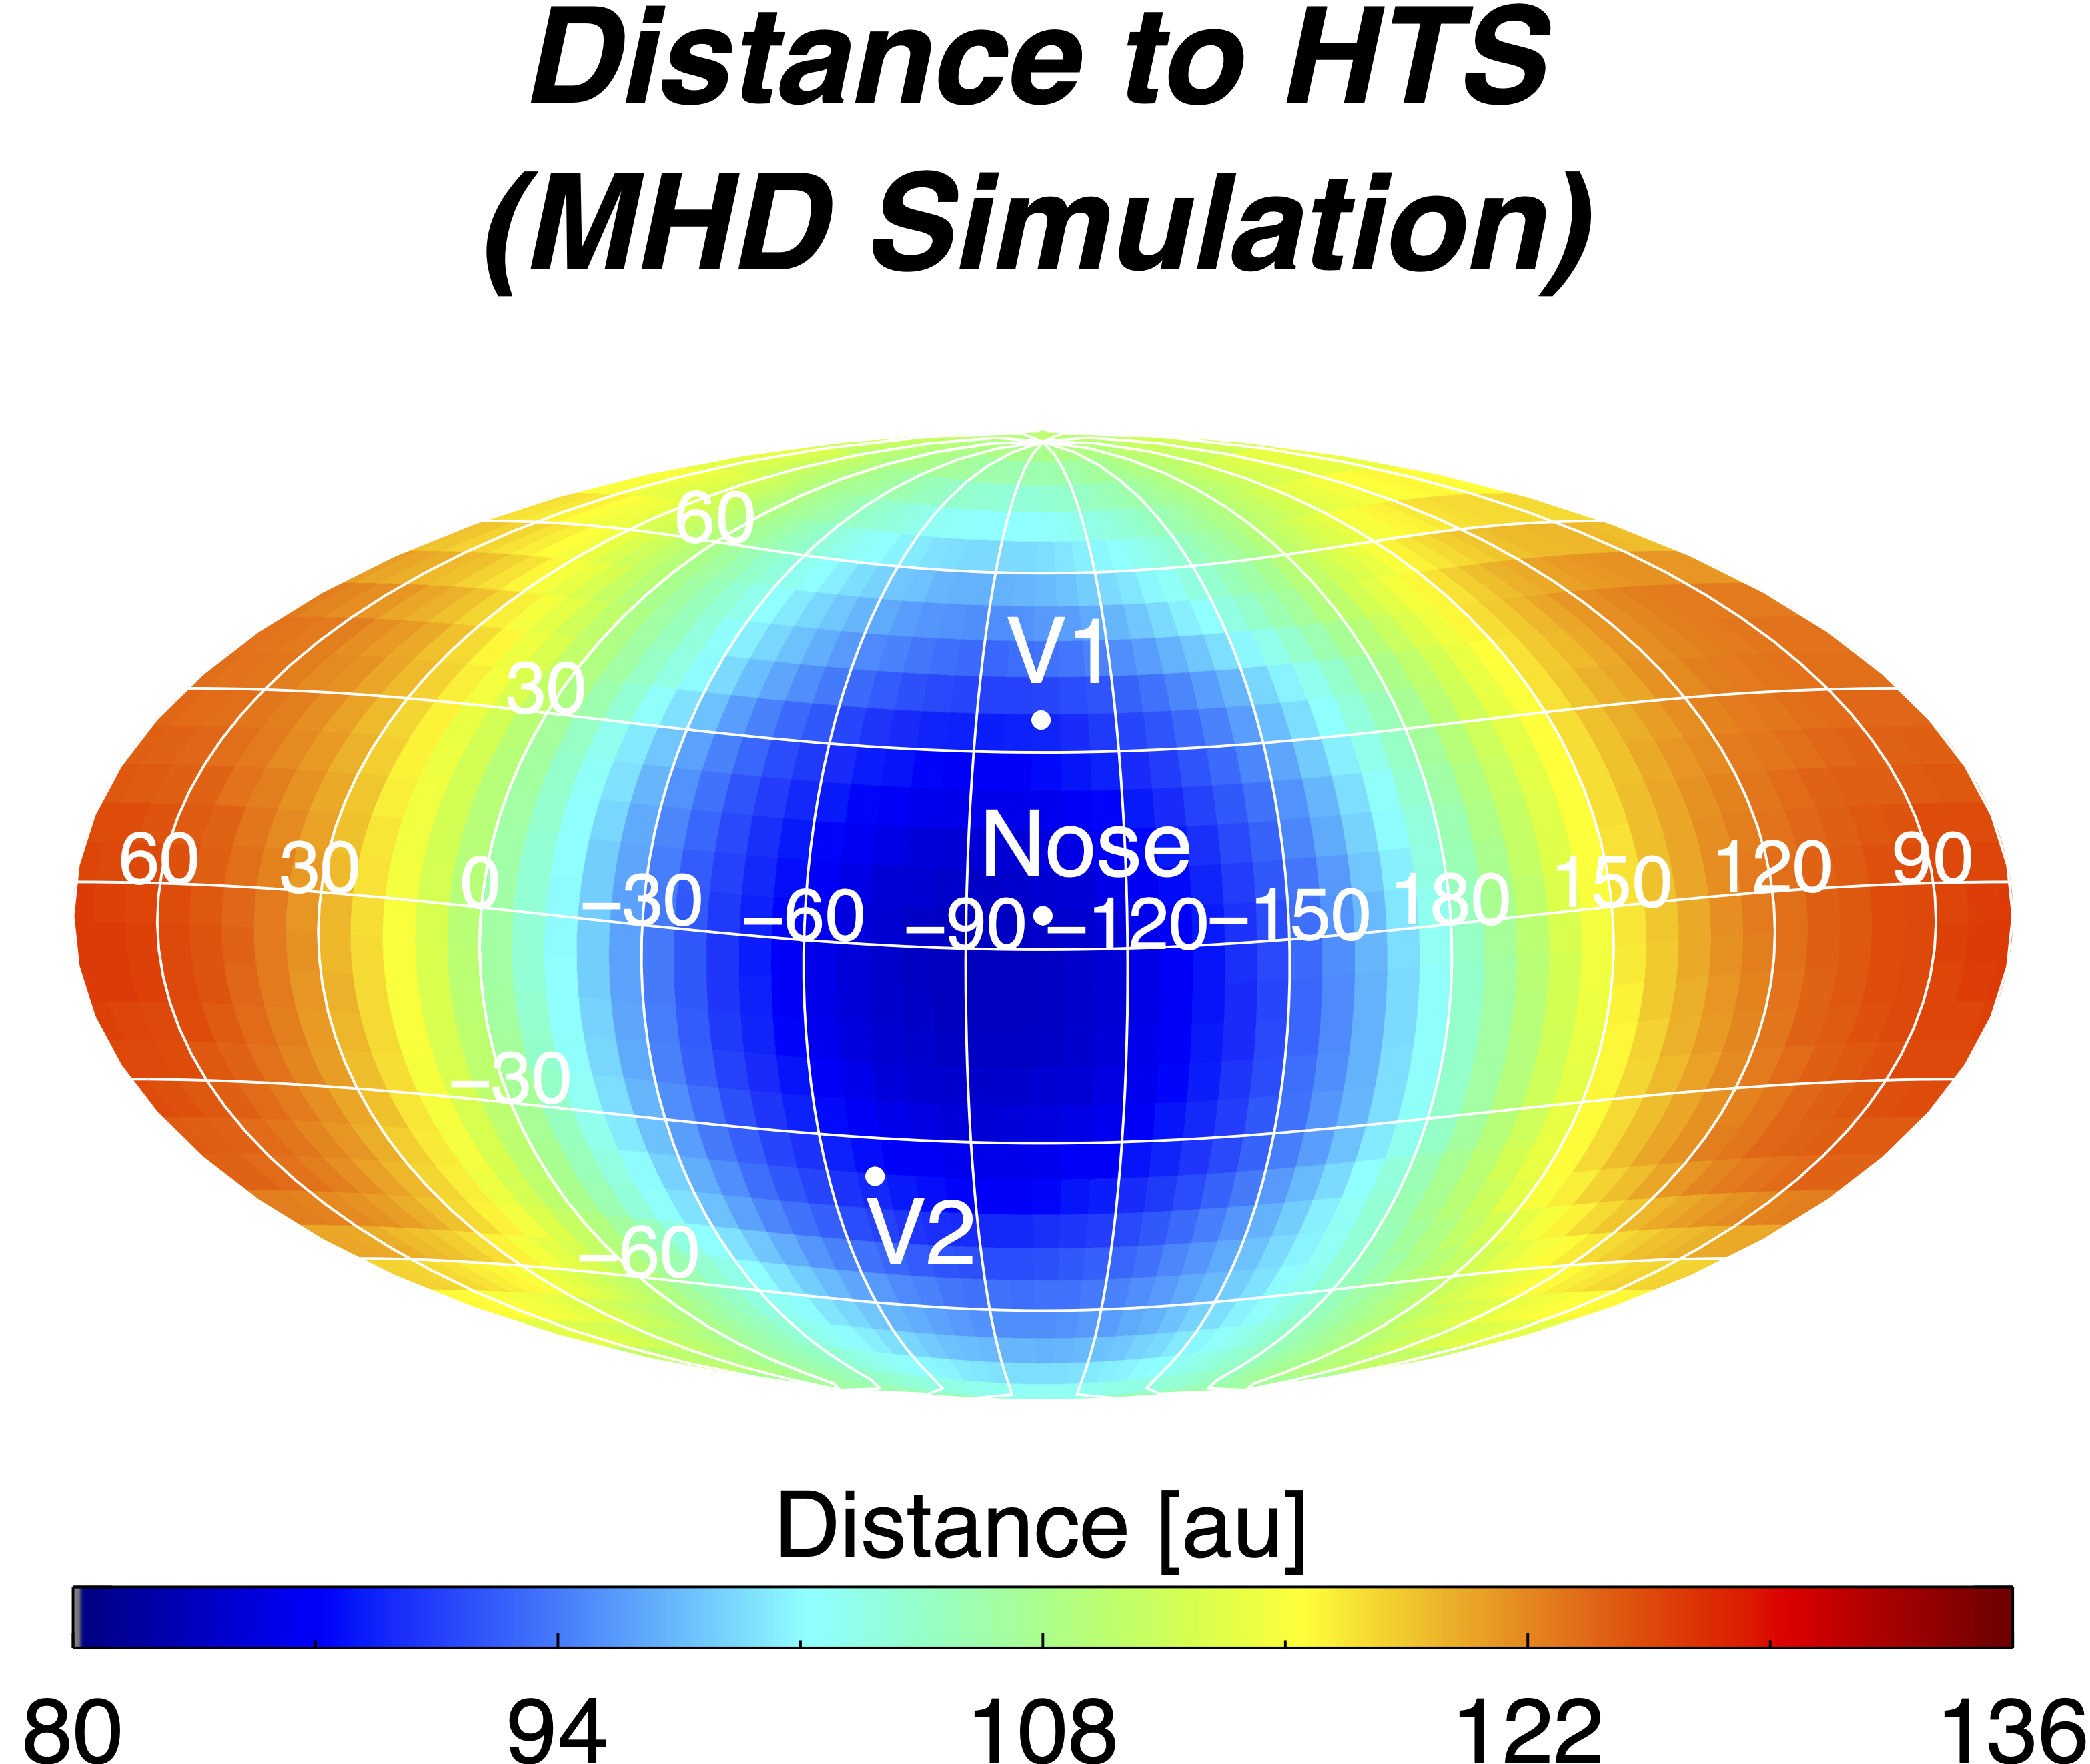 Distance to HTS
(MHD Simulation)
60
V1
30
Nose
60 30 0 −30 −60 −90 −120 −150 180 150 120 90
−30
V2
−60
Distance [au]
80 94 108 122 136